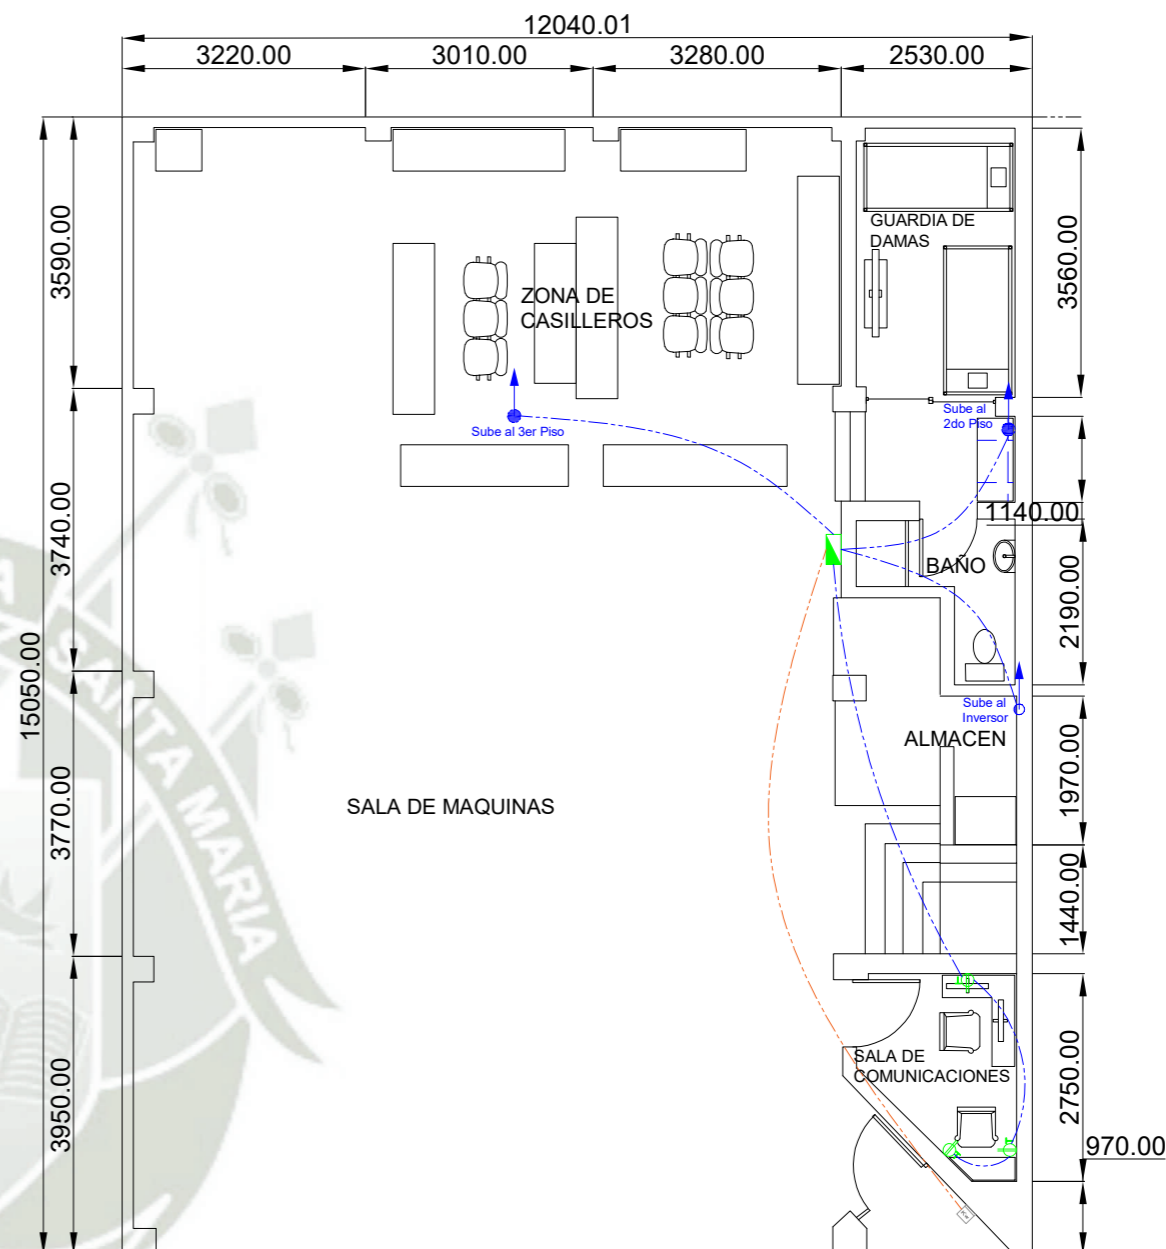 12040.01
3220.00
3010.00
3280.00
2530.00
3590.00
3560.00
GUARDIA DE
DAMAS
ZONA DE
CASILLEROS
Sube al 3er Piso
Sube al
2do Piso
1140.00
3740.00
BAÑO
2190.00
15050.00
Sube al
Inversor
ALMACEN
1970.00
3770.00
SALA DE MAQUINAS
1440.00
SALA DE
COMUNICACIONES
2750.00
3950.00
970.00
SANTA MARIA